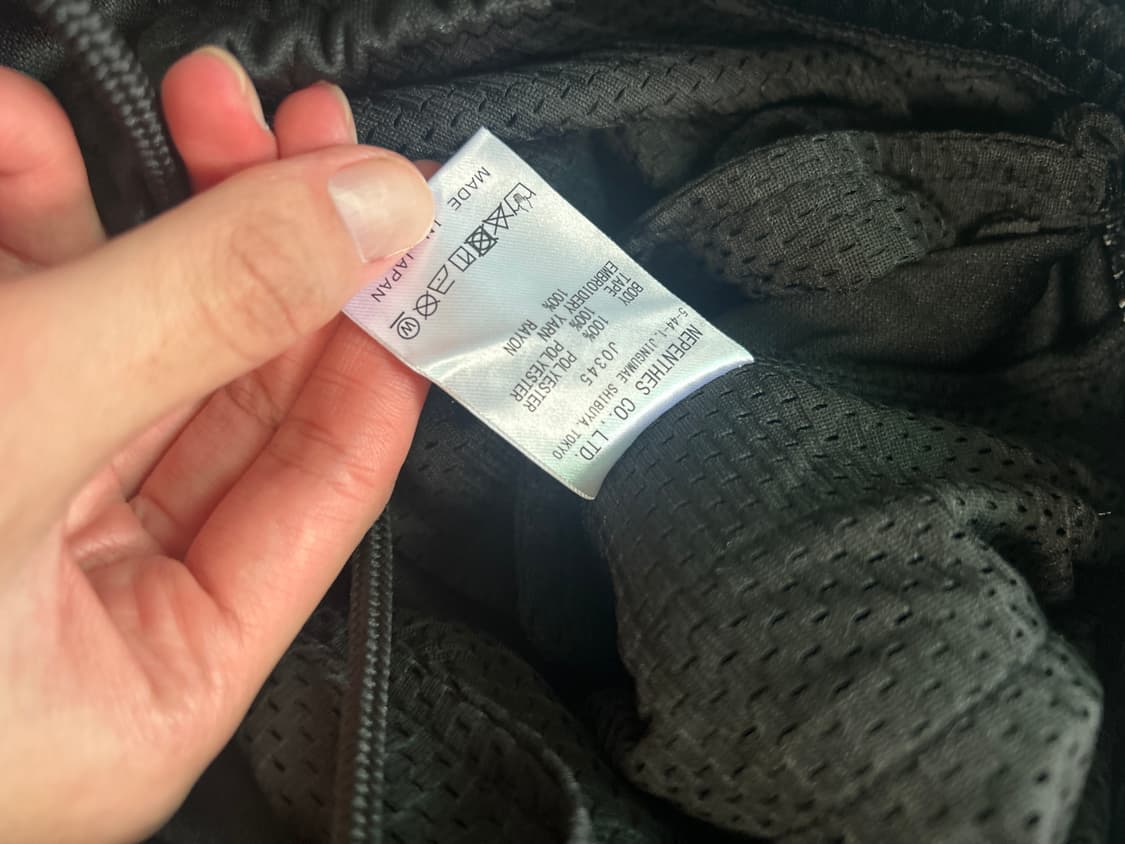 NEPENTHES CO., LTD.
5-44-1, JINGUMAE SHIBUYA, TOKYO
J0345
BODY 100% POLYESTER
TAPE 100% POLYESTER
EMBROIDERY YARN
100% RAYON
W
MADE IN JAPAN